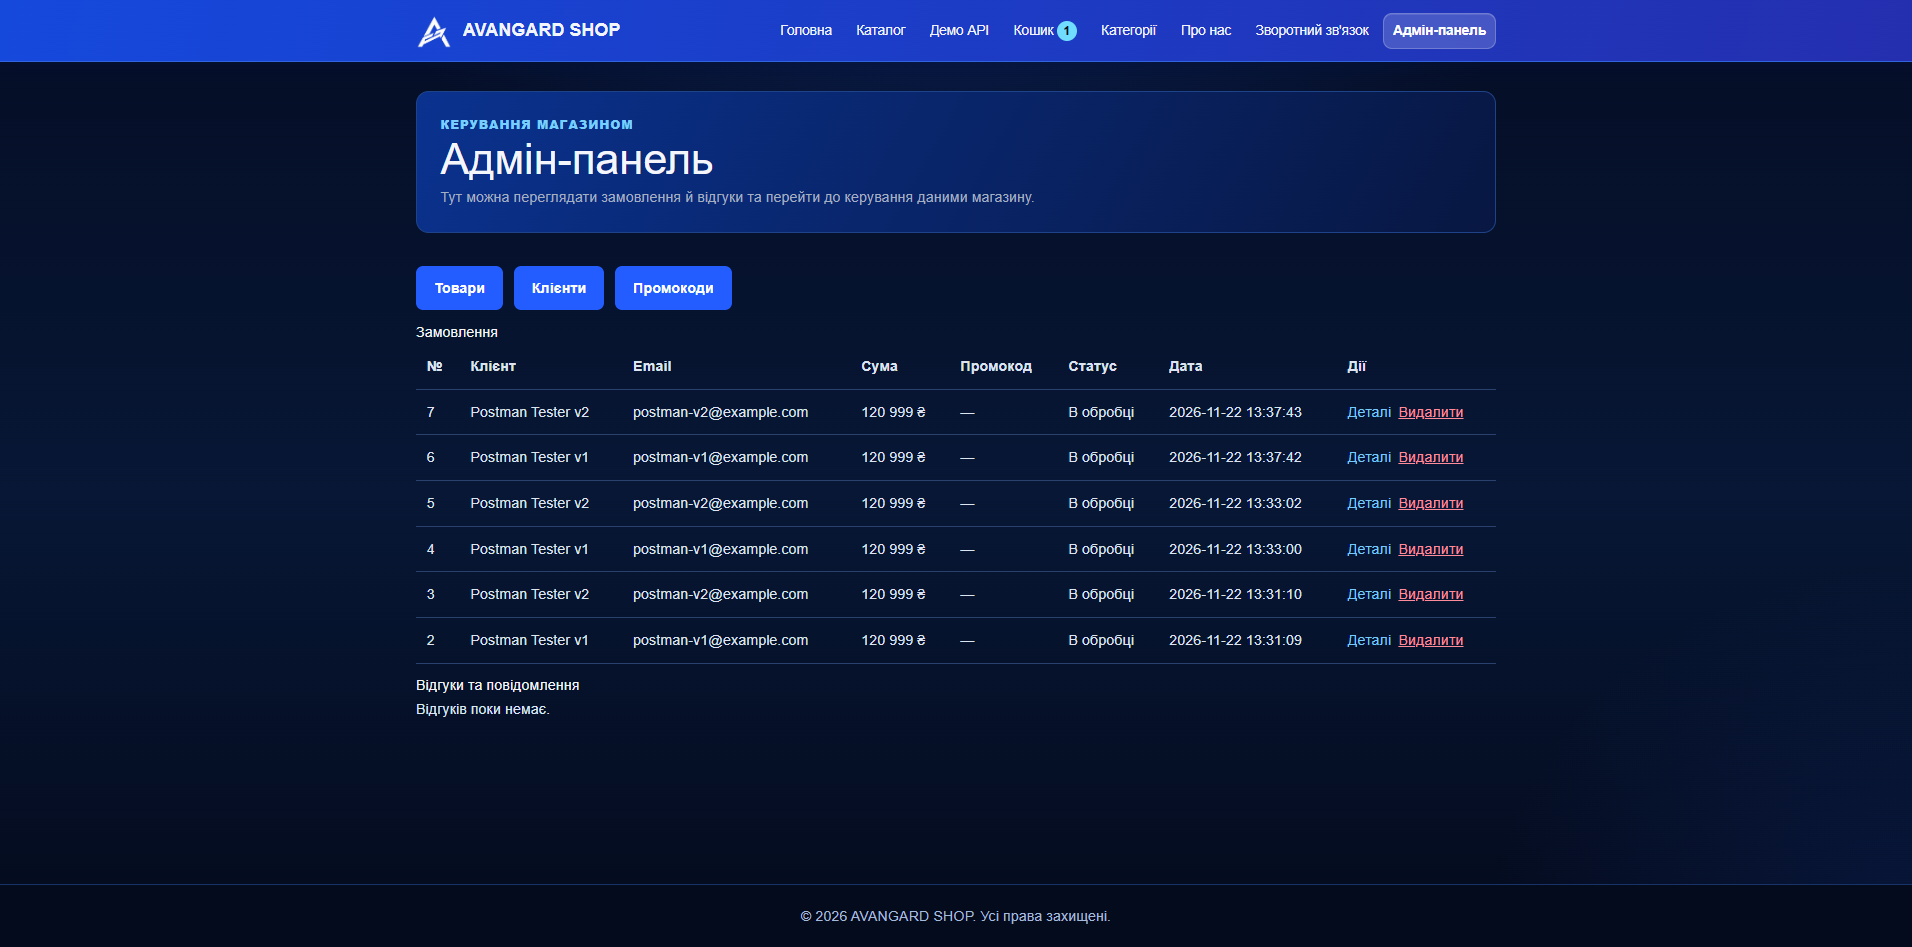 AVANGARD SHOP Головна Каталог Демо API Кошик 1 Категорії Про нас Зворотний зв'язок Адмін-панель
КЕРУВАННЯ МАГАЗИНОМ
Адмін-панель
Тут можна переглядати замовлення й відгуки та перейти до керування даними магазину.
Товари Клієнти Промокоди
Замовлення
№ Клієнт Email Сума Промокод Статус Дата Дії
7 Postman Tester v2 postman-v2@example.com 120 999 ₴ — В обробці 2026-11-22 13:37:43 Деталі Видалити
6 Postman Tester v1 postman-v1@example.com 120 999 ₴ — В обробці 2026-11-22 13:37:42 Деталі Видалити
5 Postman Tester v2 postman-v2@example.com 120 999 ₴ — В обробці 2026-11-22 13:33:02 Деталі Видалити
4 Postman Tester v1 postman-v1@example.com 120 999 ₴ — В обробці 2026-11-22 13:33:00 Деталі Видалити
3 Postman Tester v2 postman-v2@example.com 120 999 ₴ — В обробці 2026-11-22 13:31:10 Деталі Видалити
2 Postman Tester v1 postman-v1@example.com 120 999 ₴ — В обробці 2026-11-22 13:31:09 Деталі Видалити
Відгуки та повідомлення
Відгуків поки немає.
© 2026 AVANGARD SHOP. Усі права захищені.